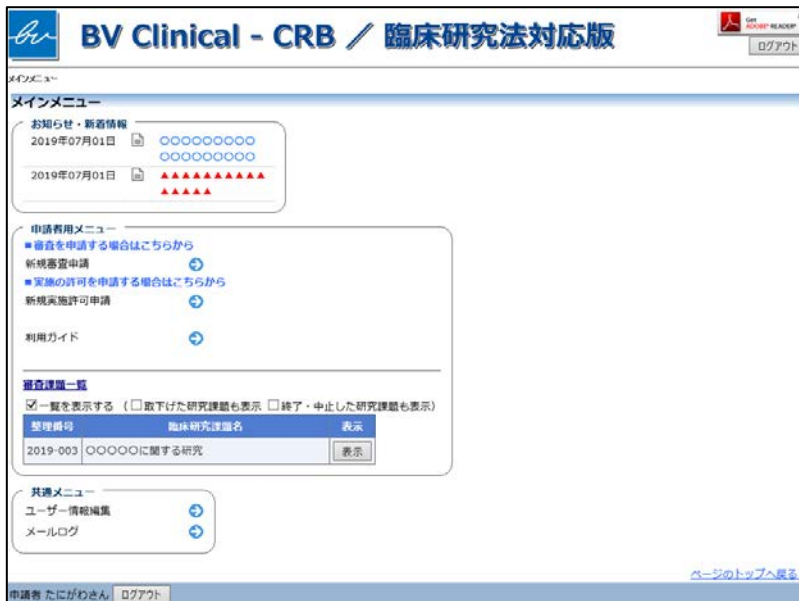 bv
BV Clinical - CRB ／ 臨床研究法対応版
Get
ADOBE® READER®
ログアウト
メインメニュー
メインメニュー
お知らせ・新着情報
2019年07月01日 ○○○○○○○○○
○○○○○○○○○
2019年07月01日 ▲▲▲▲▲▲▲▲▲▲
▲▲▲▲▲
申請者用メニュー
■審査を申請する場合はこちらから
新規審査申請
■実施の許可を申請する場合はこちらから
新規実施許可申請
利用ガイド
審査課題一覧
一覧を表示する （□取下げた研究課題も表示 □終了・中止した研究課題も表示）
整理番号 臨床研究課題名 表示
2019-003 ○○○○○に関する研究 表示
共通メニュー
ユーザー情報編集
メールログ
ページのトップへ戻る
申請者 たにがわさん ログアウト